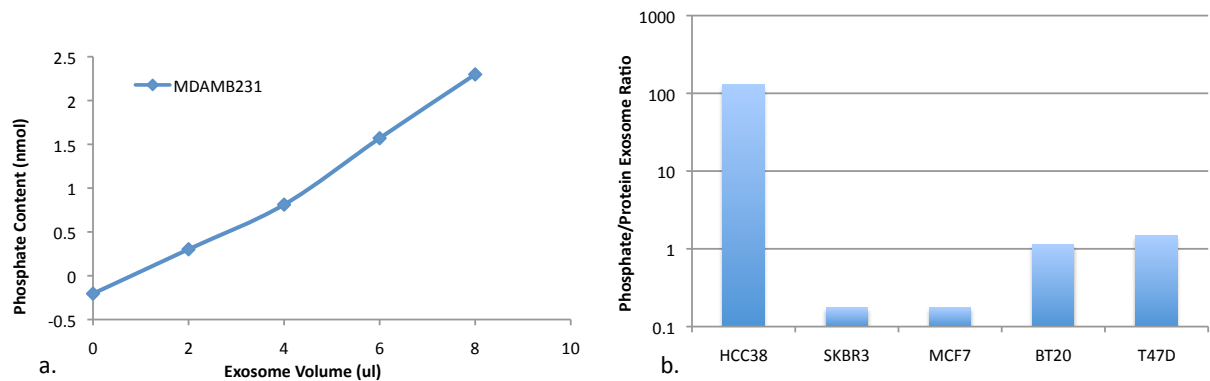 2.5
2
1.5
1
0.5
0
-0.5
Phosphate Content (nmol)
MDAMB231
0 2 4 6 8 10
Exosome Volume (ul)
a.
1000
100
10
1
0.1
Phosphate/Protein Exosome Ratio
HCC38 SKBR3 MCF7 BT20 T47D
b.